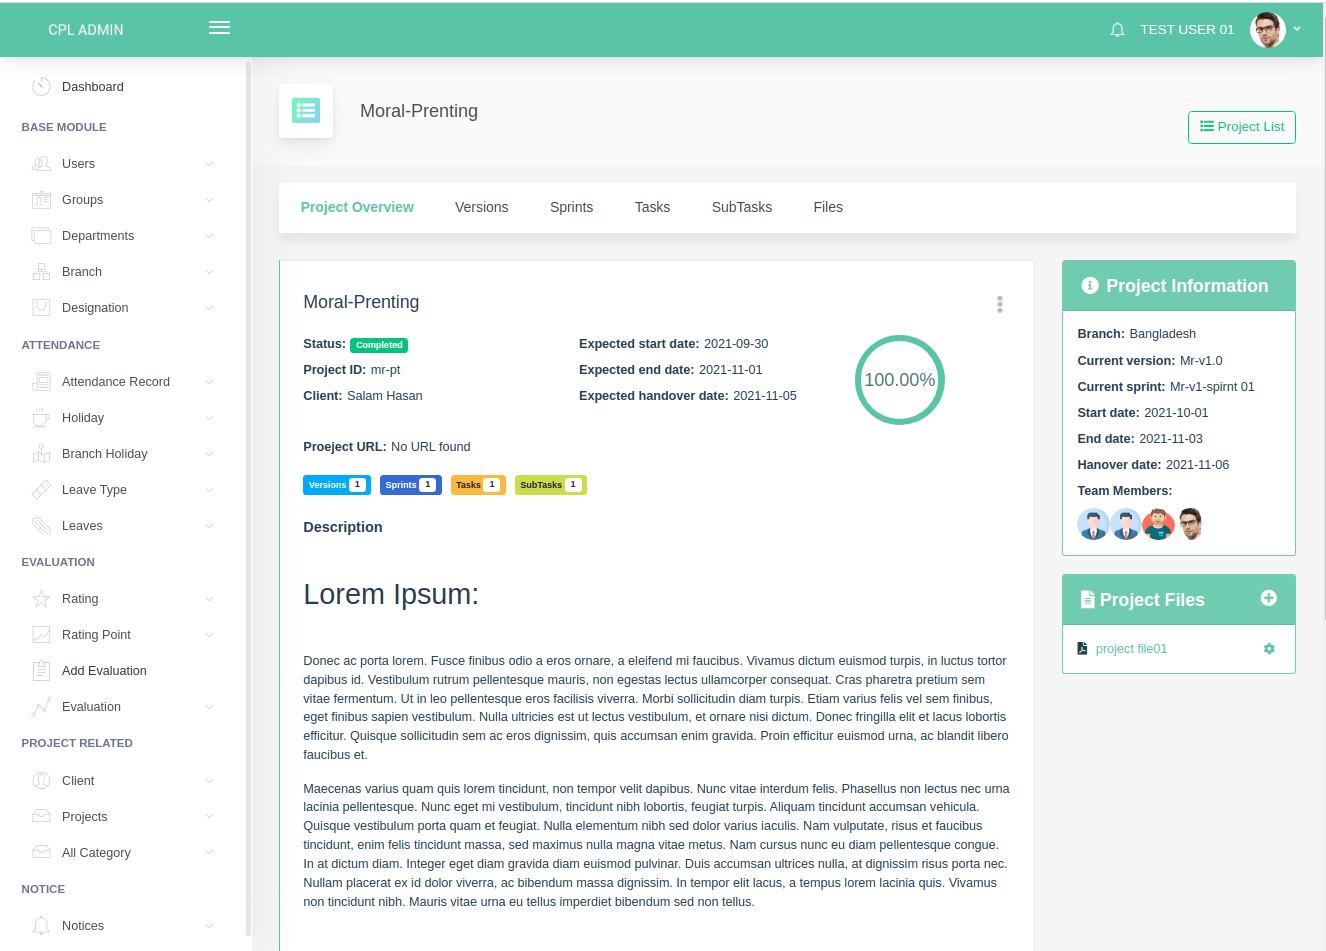 CPL ADMIN
TEST USER 01
Dashboard
BASE MODULE
Users
Groups
Departments
Branch
Designation
ATTENDANCE
Attendance Record
Holiday
Branch Holiday
Leave Type
Leaves
EVALUATION
Rating
Rating Point
Add Evaluation
Evaluation
PROJECT RELATED
Client
Projects
All Category
NOTICE
Notices
Moral-Prenting
Project List
Project Overview Versions Sprints Tasks SubTasks Files
Moral-Prenting
Status: Completed
Project ID: mr-pt
Client: Salam Hasan
Expected start date: 2021-09-30
Expected end date: 2021-11-01
Expected handover date: 2021-11-05
100.00%
Proeject URL: No URL found
Versions 1 Sprints 1 Tasks 1 SubTasks 1
Description
Lorem Ipsum:
Donec ac porta lorem. Fusce finibus odio a eros ornare, a eleifend mi faucibus. Vivamus dictum euismod turpis, in luctus tortor
dapibus id. Vestibulum rutrum pellentesque mauris, non egestas lectus ullamcorper consequat. Cras pharetra pretium sem
vitae fermentum. Ut in leo pellentesque eros facilisis viverra. Morbi sollicitudin diam turpis. Etiam varius felis vel sem finibus,
eget finibus sapien vestibulum. Nulla ultricies est ut lectus vestibulum, et ornare nisi dictum. Donec fringilla elit et lacus lobortis
efficitur. Quisque sollicitudin sem ac eros dignissim, quis accumsan enim gravida. Proin efficitur euismod urna, ac blandit libero
faucibus et.
Maecenas varius quam quis lorem tincidunt, non tempor velit dapibus. Nunc vitae interdum felis. Phasellus non lectus nec urna
lacinia pellentesque. Nunc eget mi vestibulum, tincidunt nibh lobortis, feugiat turpis. Aliquam tincidunt accumsan vehicula.
Quisque vestibulum porta quam et feugiat. Nulla elementum nibh sed dolor varius iaculis. Nam vulputate, risus et faucibus
tincidunt, enim felis tincidunt massa, sed maximus nulla magna vitae metus. Nam cursus nunc eu diam pellentesque congue.
In at dictum diam. Integer eget diam gravida diam euismod pulvinar. Duis accumsan ultrices nulla, at dignissim risus porta nec.
Nullam placerat ex id dolor viverra, ac bibendum massa dignissim. In tempor elit lacus, a tempus lorem lacinia quis. Vivamus
non tincidunt nibh. Mauris vitae urna eu tellus imperdiet bibendum sed non tellus.
Project Information
Branch: Bangladesh
Current version: Mr-v1.0
Current sprint: Mr-v1-spirnt 01
Start date: 2021-10-01
End date: 2021-11-03
Hanover date: 2021-11-06
Team Members:
Project Files
project file01